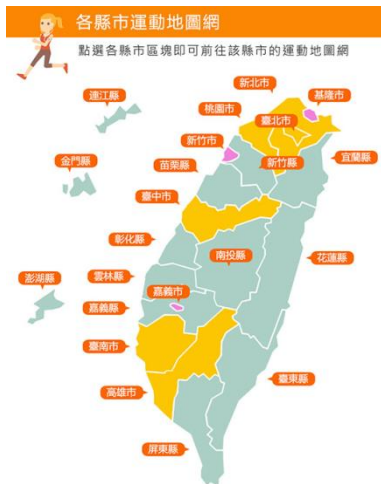 各縣市運動地圖網
點選各縣市區塊即可前往該縣市的運動地圖網
新北市
連江縣
基隆市
桃園市
臺北市
新竹市
金門縣
苗栗縣
新竹縣
宜蘭縣
臺中市
彰化縣
南投縣
花蓮縣
澎湖縣
雲林縣
嘉義市
嘉義縣
臺南市
臺東縣
高雄市
屏東縣